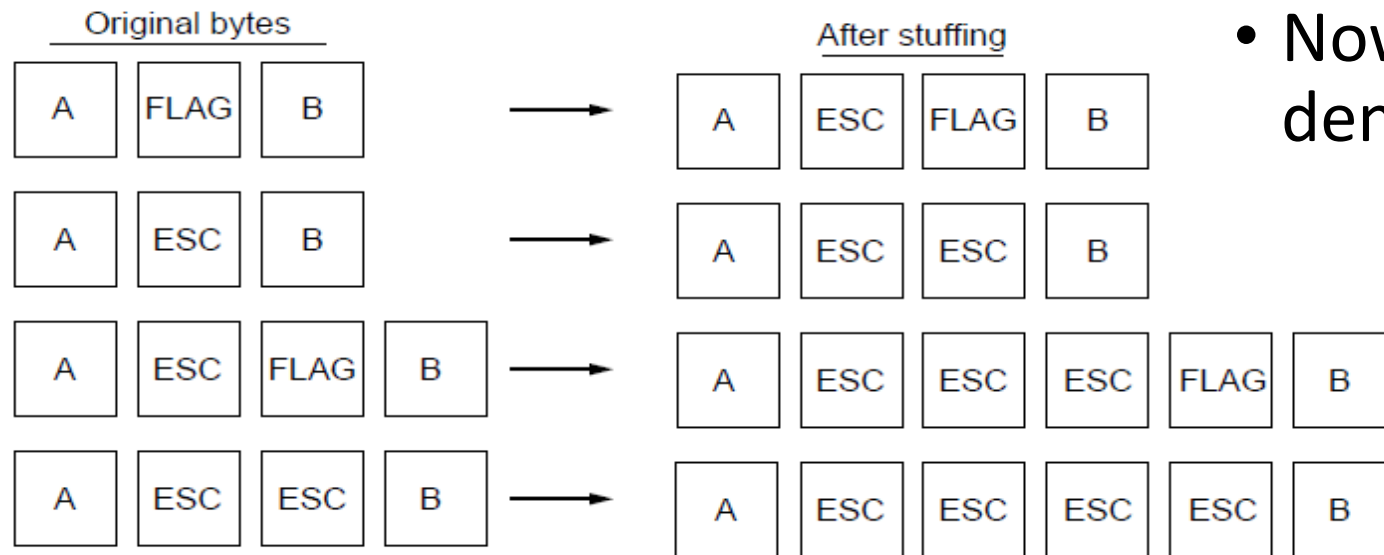 Original bytes
After stuffing
A FLAG B
A ESC FLAG B
A ESC B
A ESC ESC B
A ESC FLAG B
A ESC ESC ESC FLAG B
A ESC ESC B
A ESC ESC ESC ESC B